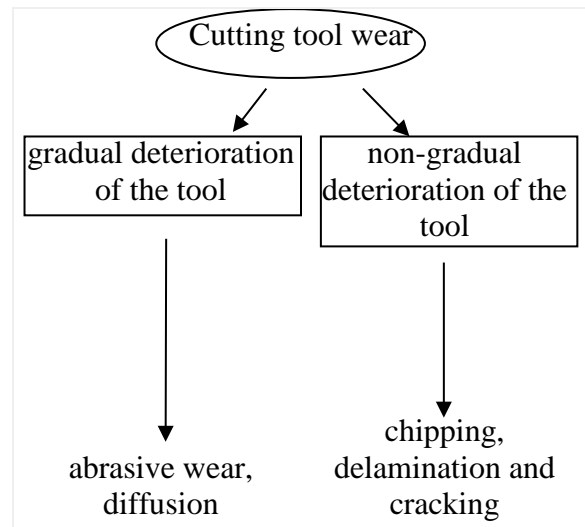 Cutting tool wear
gradual deterioration
of the tool
non-gradual
deterioration of the
tool
abrasive wear,
diffusion
chipping,
delamination and
cracking